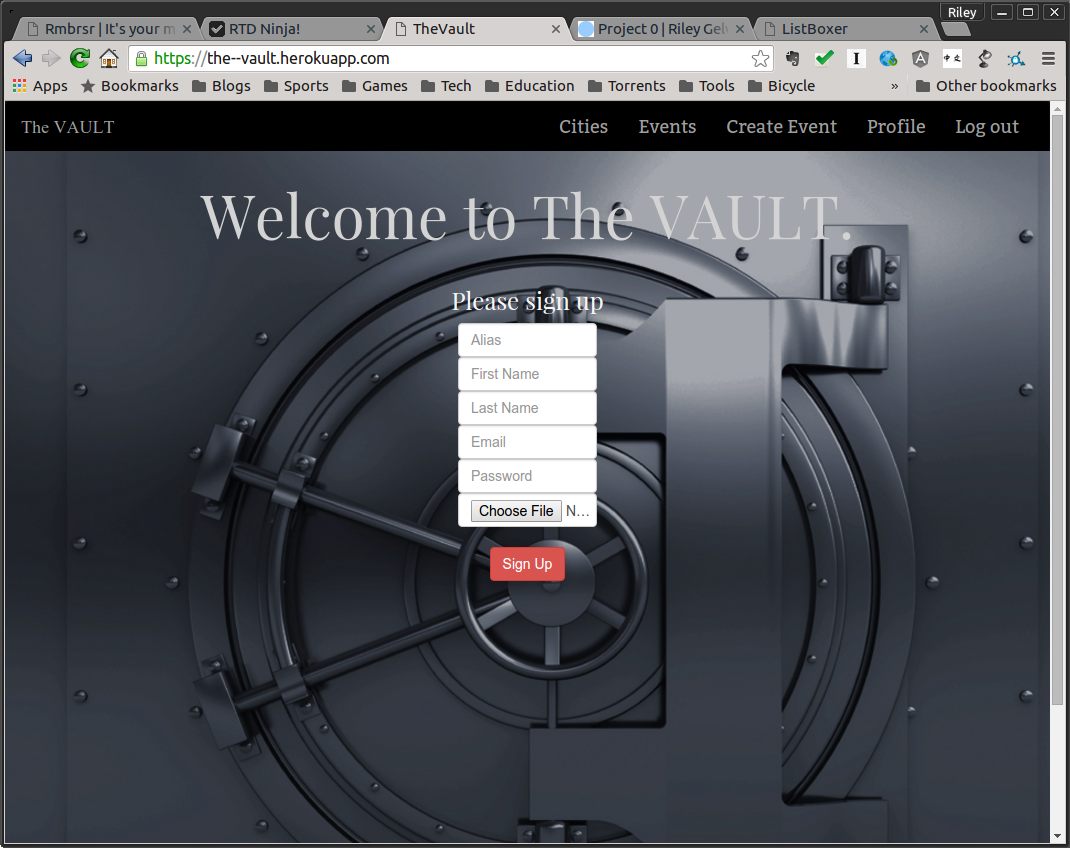 Riley
Rmbrsr | It's your m
RTD Ninja!
TheVault
Project 0 | Riley Gelv
ListBoxer
https://the--vault.herokuapp.com
Apps Bookmarks Blogs Sports Games Tech Education Torrents Tools Bicycle » Other bookmarks
The VAULT Cities Events Create Event Profile Log out
Welcome to The VAULT.
Please sign up
Alias
First Name
Last Name
Email
Password
Choose File N...
Sign Up